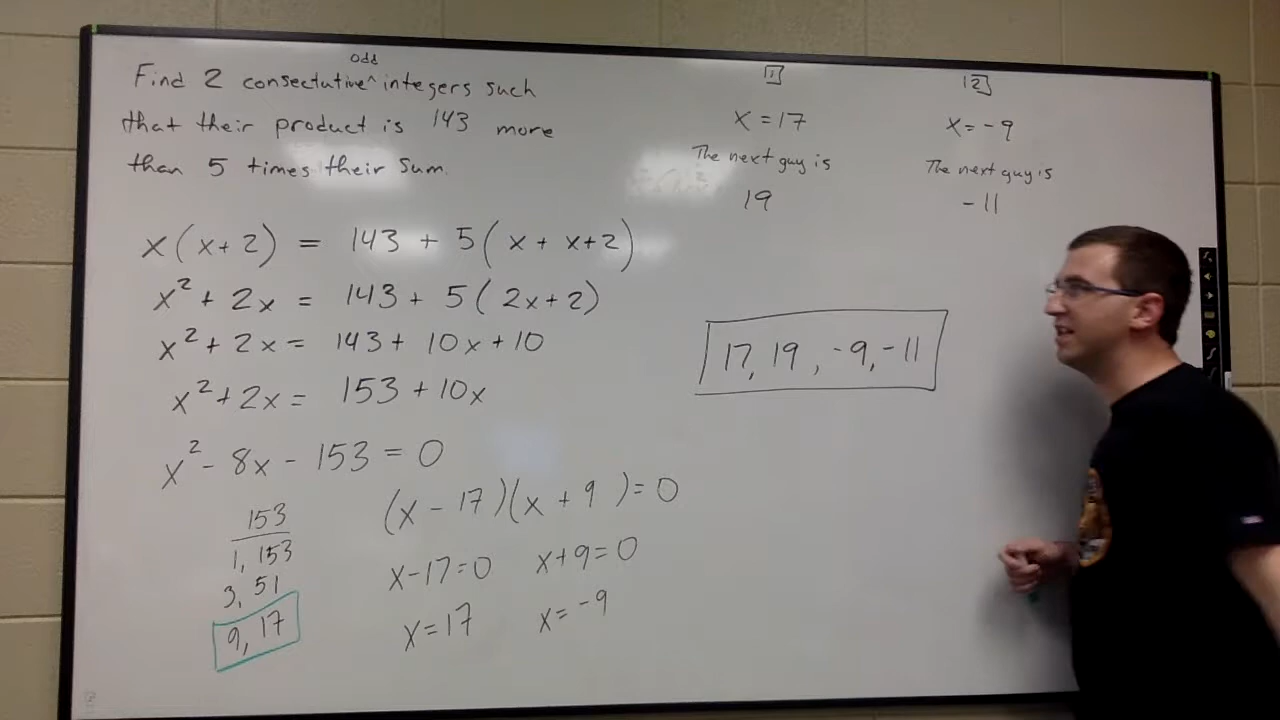 Find 2 consectutive^odd integers such
that their product is 143 more
than 5 times their sum.
x(x+2) = 143 + 5(x + x+2)
x² + 2x = 143 + 5(2x+2)
x² + 2x = 143 + 10x + 10
x² + 2x = 153 + 10x
x² - 8x - 153 = 0
153
1, 153
3, 51
9, 17
(x - 17)(x + 9) = 0
x-17=0 x+9=0
x=17 x=-9
1
x=17
The next guy is
19
2
x=-9
The next guy is
-11
17, 19, -9, -11